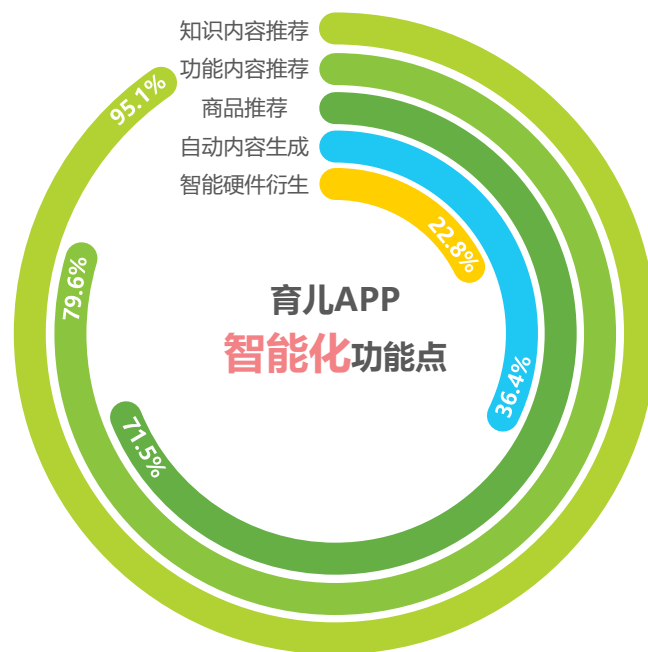 知识内容推荐
功能内容推荐
商品推荐
自动内容生成
智能硬件衍生
95.1%
79.6%
71.5%
36.4%
22.8%
育儿APP
智能化功能点